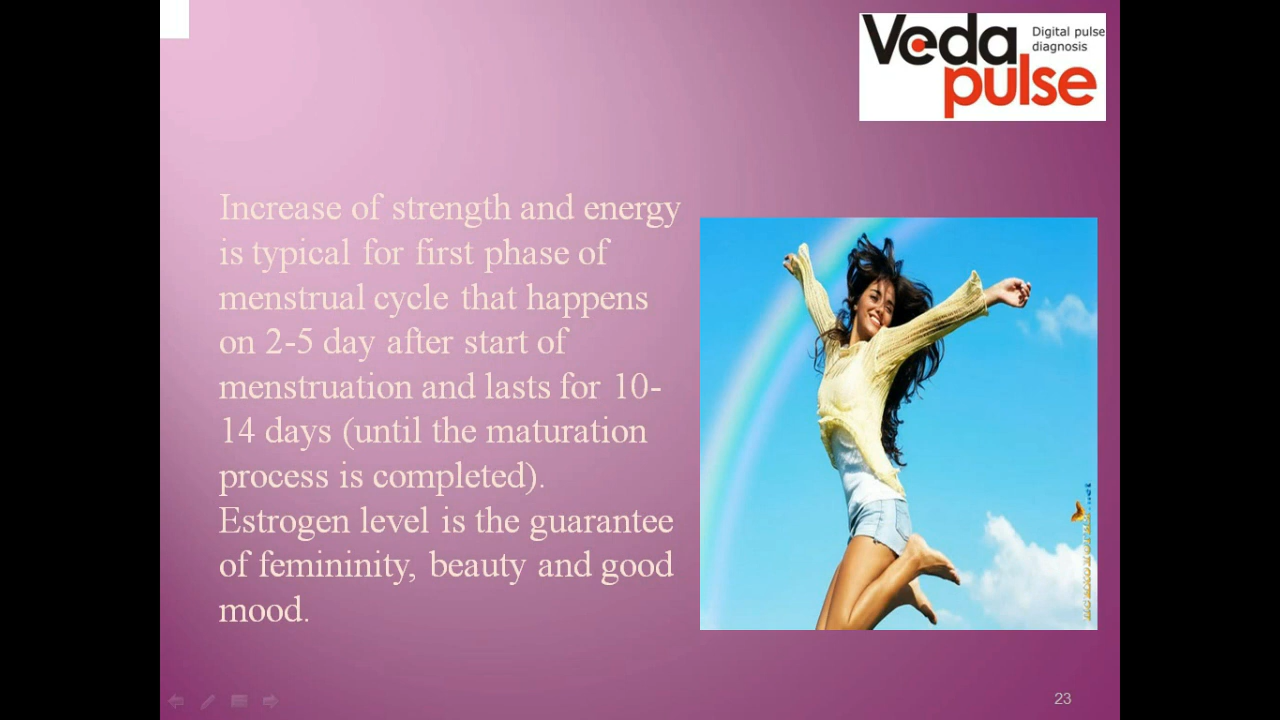 Veda
pulse
Digital pulse
diagnosis
Increase of strength and energy
is typical for first phase of
menstrual cycle that happens
on 2-5 day after start of
menstruation and lasts for 10-
14 days (until the maturation
process is completed).
Estrogen level is the guarantee
of femininity, beauty and good
mood.
23